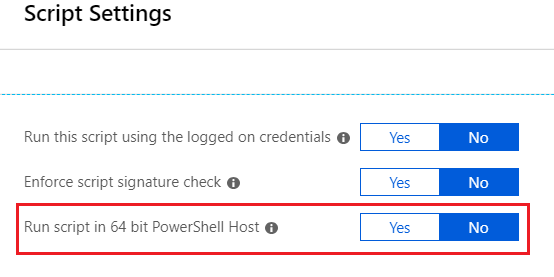 Script Settings
Run this script using the logged on credentials Yes No
Enforce script signature check Yes No
Run script in 64 bit PowerShell Host Yes No